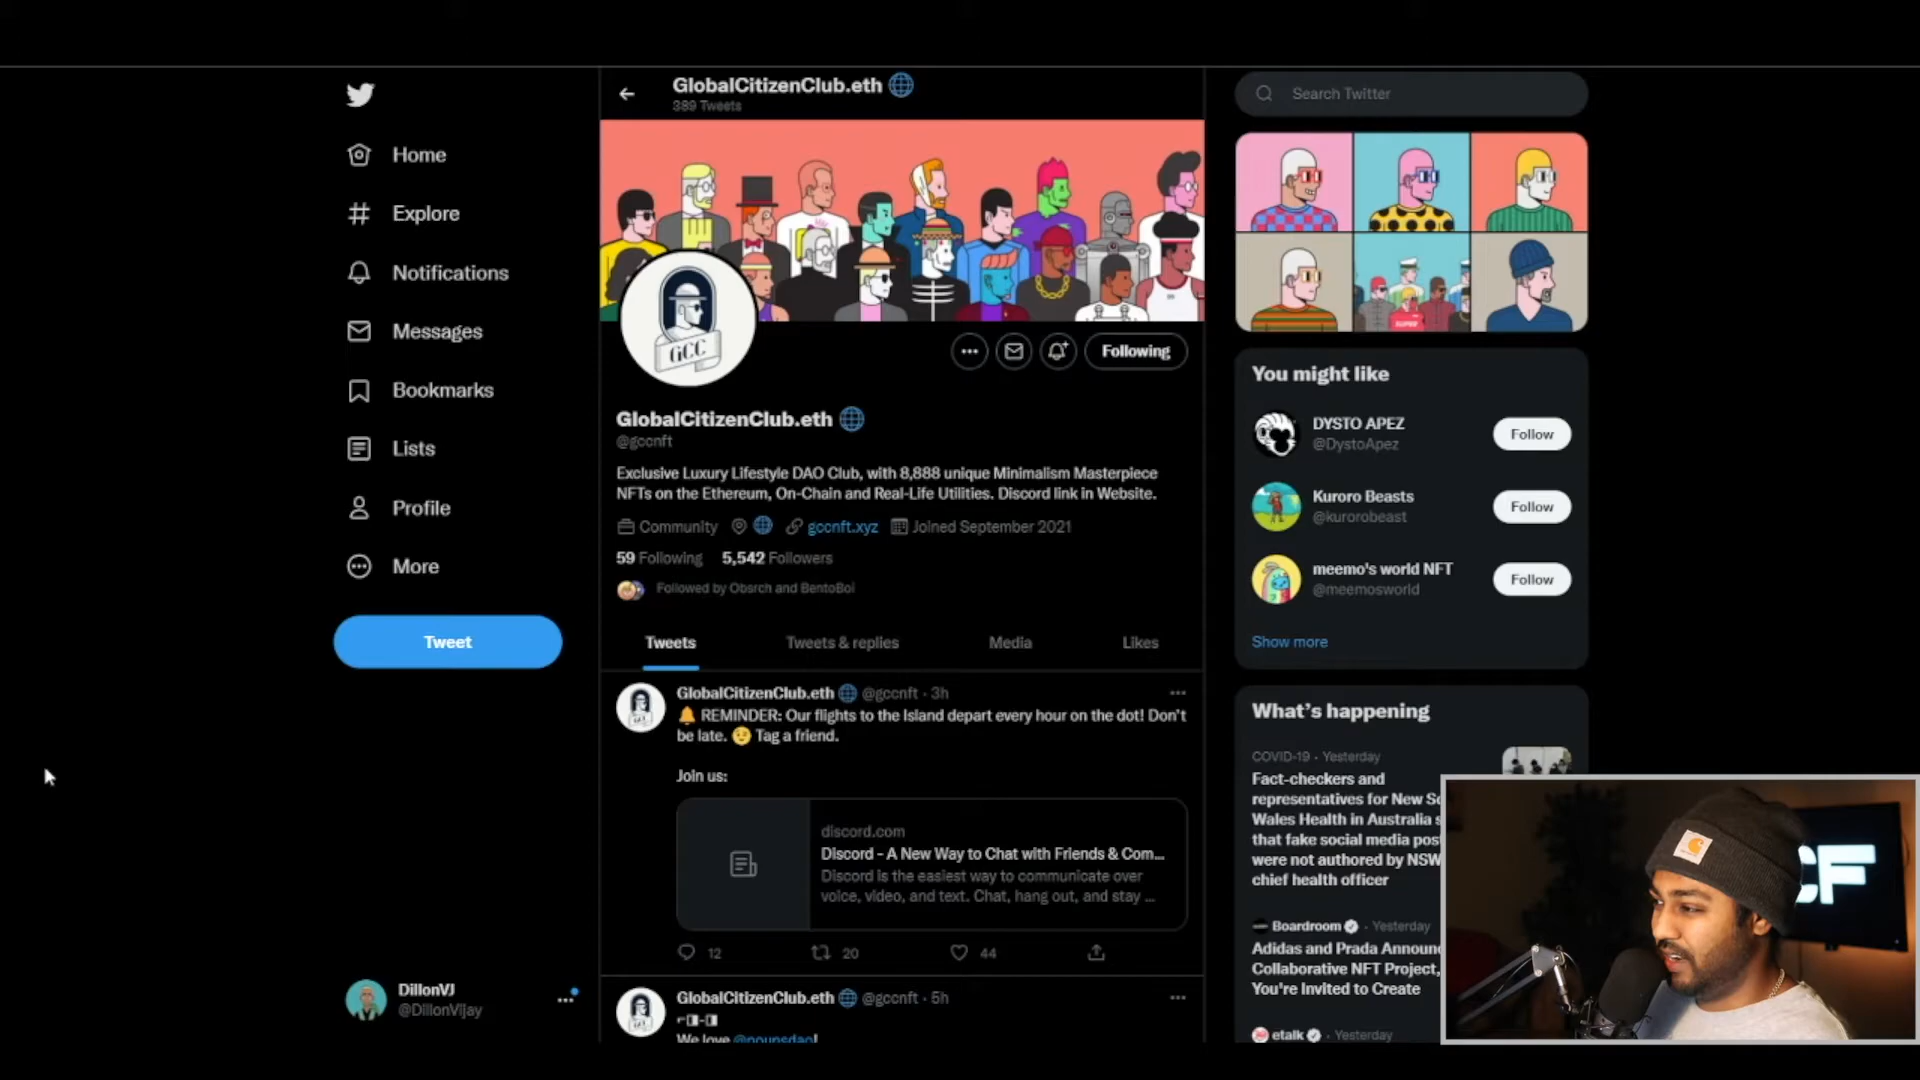 GlobalCitizenClub.eth
389 Tweets
Search Twitter
Home
Explore
Notifications
Messages
Bookmarks
Lists
Profile
More
Tweet
DillonVJ
@DillonVijay
GCC
Following
GlobalCitizenClub.eth
@gccnft
Exclusive Luxury Lifestyle DAO Club, with 8,888 unique Minimalism Masterpiece
NFTs on the Ethereum, On-Chain and Real-Life Utilities. Discord link in Website.
Community gccnft.xyz Joined September 2021
59 Following 5,542 Followers
Followed by Obsrch and BentoBoi
Tweets Tweets & replies Media Likes
GlobalCitizenClub.eth @gccnft · 3h
REMINDER: Our flights to the Island depart every hour on the dot! Don't
be late. Tag a friend.
Join us:
discord.com
Discord - A New Way to Chat with Friends & Com...
Discord is the easiest way to communicate over
voice, video, and text. Chat, hang out, and stay ...
12 20 44
GlobalCitizenClub.eth @gccnft · 5h
We love @nounsdao!
You might like
DYSTO APEZ
@DystoApez
Follow
Kuroro Beasts
@kurorobeast
Follow
meemo's world NFT
@meemosworld
Follow
Show more
What's happening
COVID-19 · Yesterday
Fact-checkers and
representatives for New So
Wales Health in Australia s
that fake social media pos
were not authored by NSW
chief health officer
Boardroom · Yesterday
Adidas and Prada Announ
Collaborative NFT Project,
You're Invited to Create
etalk · Yesterday
CF